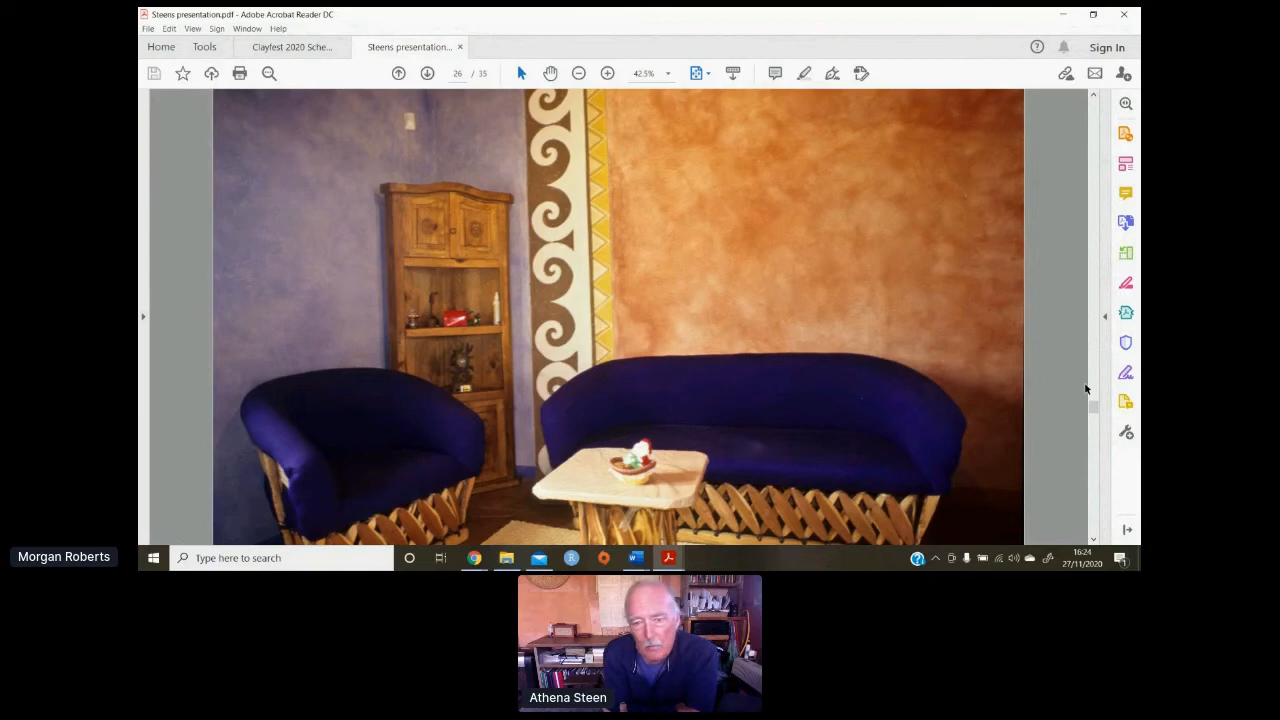 Steens presentation.pdf - Adobe Acrobat Reader DC
File Edit View Sign Window Help
Home Tools Clayfest 2020 Sche... Steens presentation... × Sign In
26 / 35 42.5%
Morgan Roberts
Type here to search
16:24
27/11/2020
Athena Steen